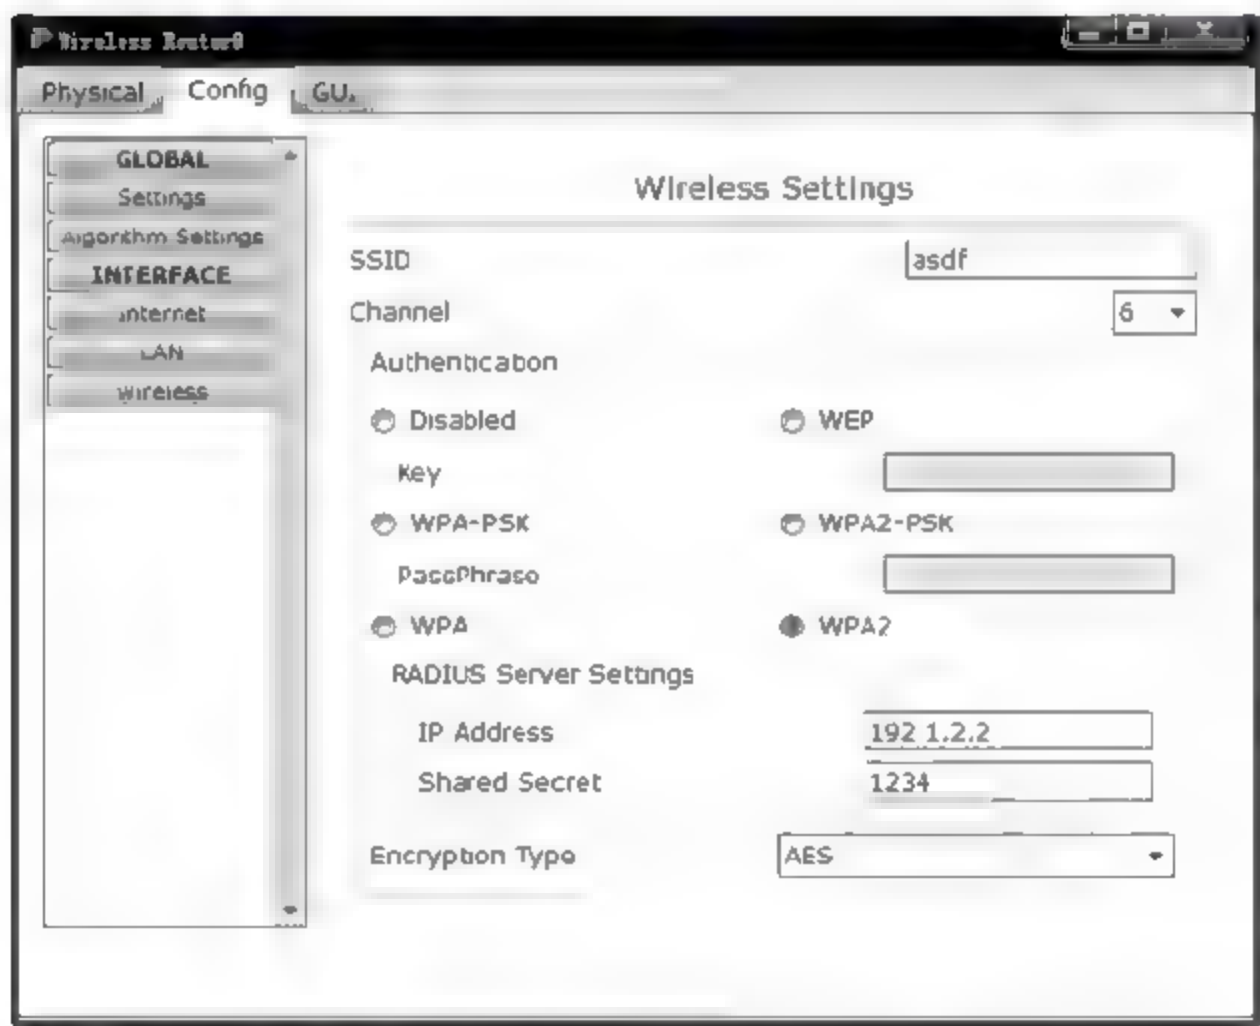 Wireless Router0
Physical Config GUI
GLOBAL
Settings
Algorithm Settings
INTERFACE
Internet
LAN
Wireless
Wireless Settings
SSID asdf
Channel 6
Authentication
Disabled WEP
Key
WPA-PSK WPA2-PSK
PassPhrase
WPA WPA2
RADIUS Server Settings
IP Address 192 1.2.2
Shared Secret 1234
Encryption Type AES